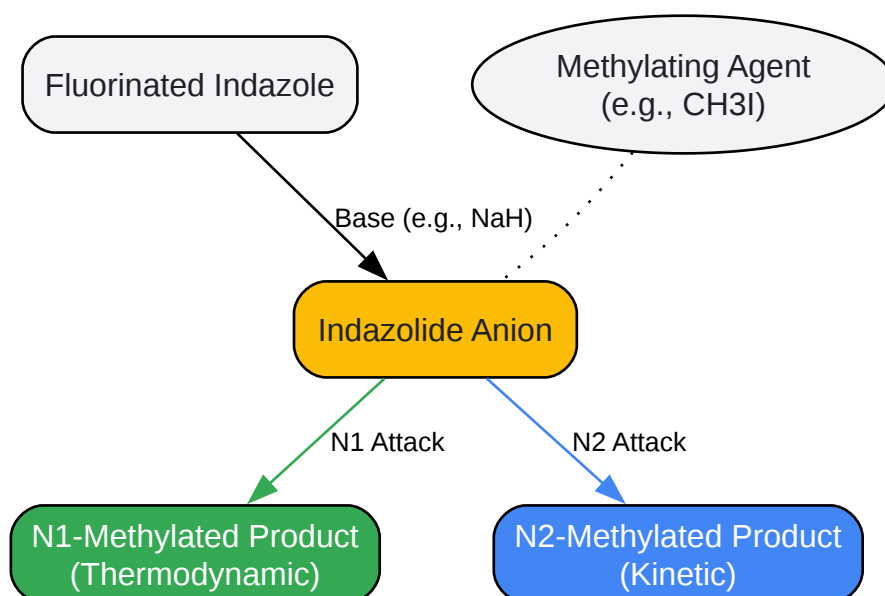 Fluorinated Indazole
Methylating Agent
(e.g., CH3I)
Base (e.g., NaH)
Indazolide Anion
N1 Attack
N2 Attack
N1-Methylated Product
(Thermodynamic)
N2-Methylated Product
(Kinetic)